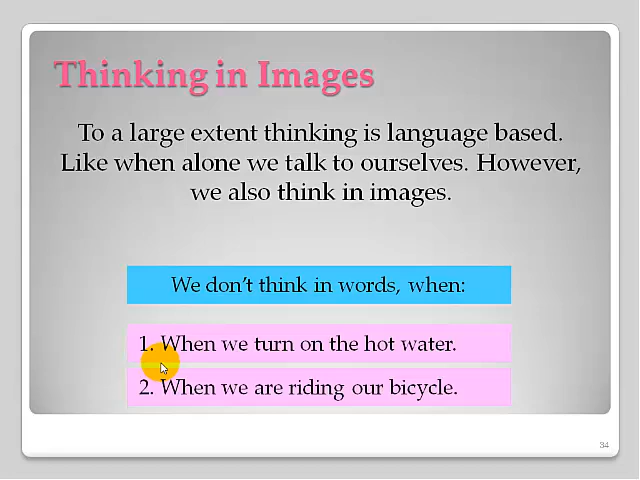 Thinking in Images
To a large extent thinking is language based.
Like when alone we talk to ourselves. However,
we also think in images.
We don't think in words, when:
1. When we turn on the hot water.
2. When we are riding our bicycle.
34